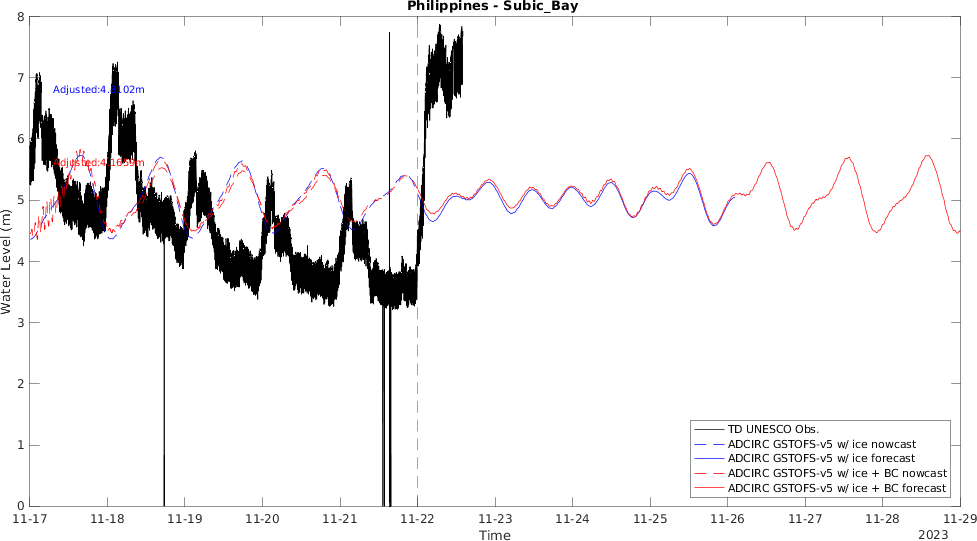 Philippines - Subic_Bay
Water Level (m)
8
7
6
5
4
3
2
1
0
Adjusted:4.
Adjusted:4.
TD UNESCO Obs.
ADCIRC GSTOFS-v5 w/ ice nowcast
ADCIRC GSTOFS-v5 w/ ice forecast
ADCIRC GSTOFS-v5 w/ ice + BC nowcast
ADCIRC GSTOFS-v5 w/ ice + BC forecast
11-17 11-18 11-19 11-20 11-21 11-22 11-23 11-24 11-25 11-26 11-27 11-28 11-29
Time
2023